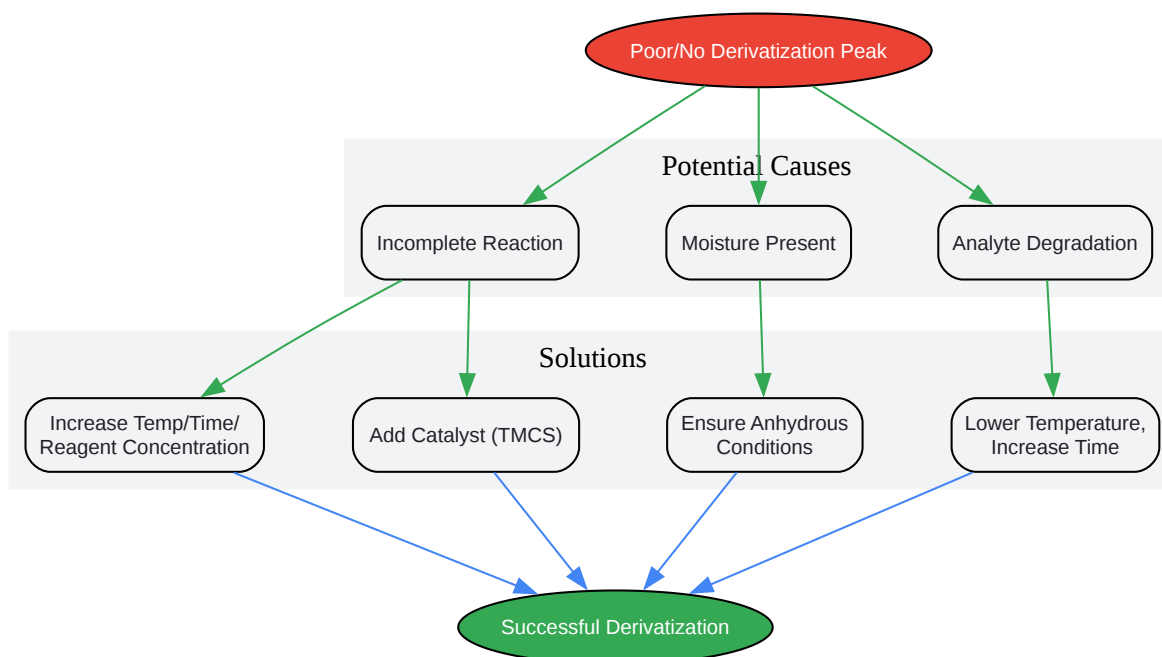 Poor/No Derivatization Peak
Potential Causes
Incomplete Reaction
Moisture Present
Analyte Degradation
Solutions
Increase Temp/Time/
Reagent Concentration
Add Catalyst (TMCS)
Ensure Anhydrous
Conditions
Lower Temperature,
Increase Time
Successful Derivatization